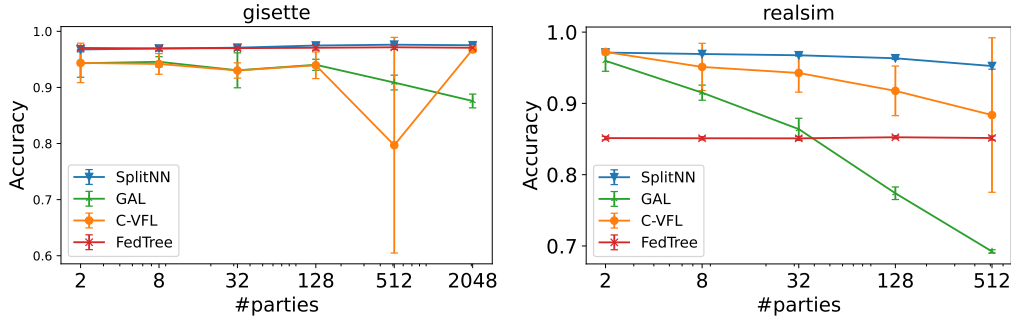 gisette
Accuracy
1.0
0.9
0.8
0.7
0.6
SplitNN
GAL
C-VFL
FedTree
2 8 32 128 512 2048
#parties
realsim
Accuracy
1.0
0.9
0.8
0.7
SplitNN
GAL
C-VFL
FedTree
2 8 32 128 512
#parties